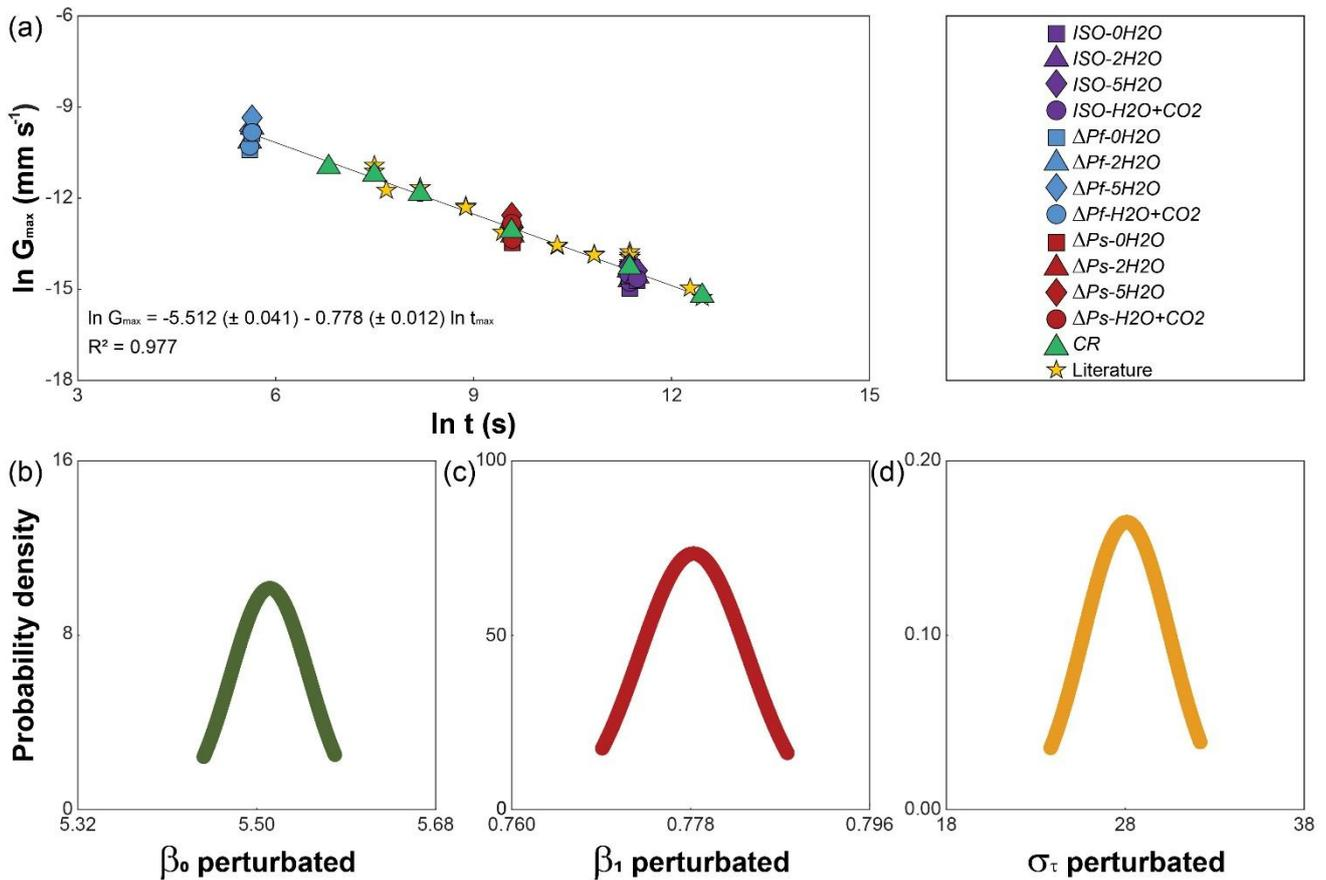 (a)
-6
-9
-12
-15
-18
ln Gmax (mm s-1)
ln Gmax = -5.512 (± 0.041) - 0.778 (± 0.012) ln tmax
R² = 0.977
3 6 9 12 15
ln t (s)
ISO-0H2O
ISO-2H2O
ISO-5H2O
ISO-H2O+CO2
ΔPf-0H2O
ΔPf-2H2O
ΔPf-5H2O
ΔPf-H2O+CO2
ΔPs-0H2O
ΔPs-2H2O
ΔPs-5H2O
ΔPs-H2O+CO2
CR
Literature
(b)
16
8
0
Probability density
5.32 5.50 5.68
β₀ perturbated
(c)
100
50
0
0.760 0.778 0.796
β₁ perturbated
(d)
0.20
0.10
0.00
18 28 38
στ perturbated